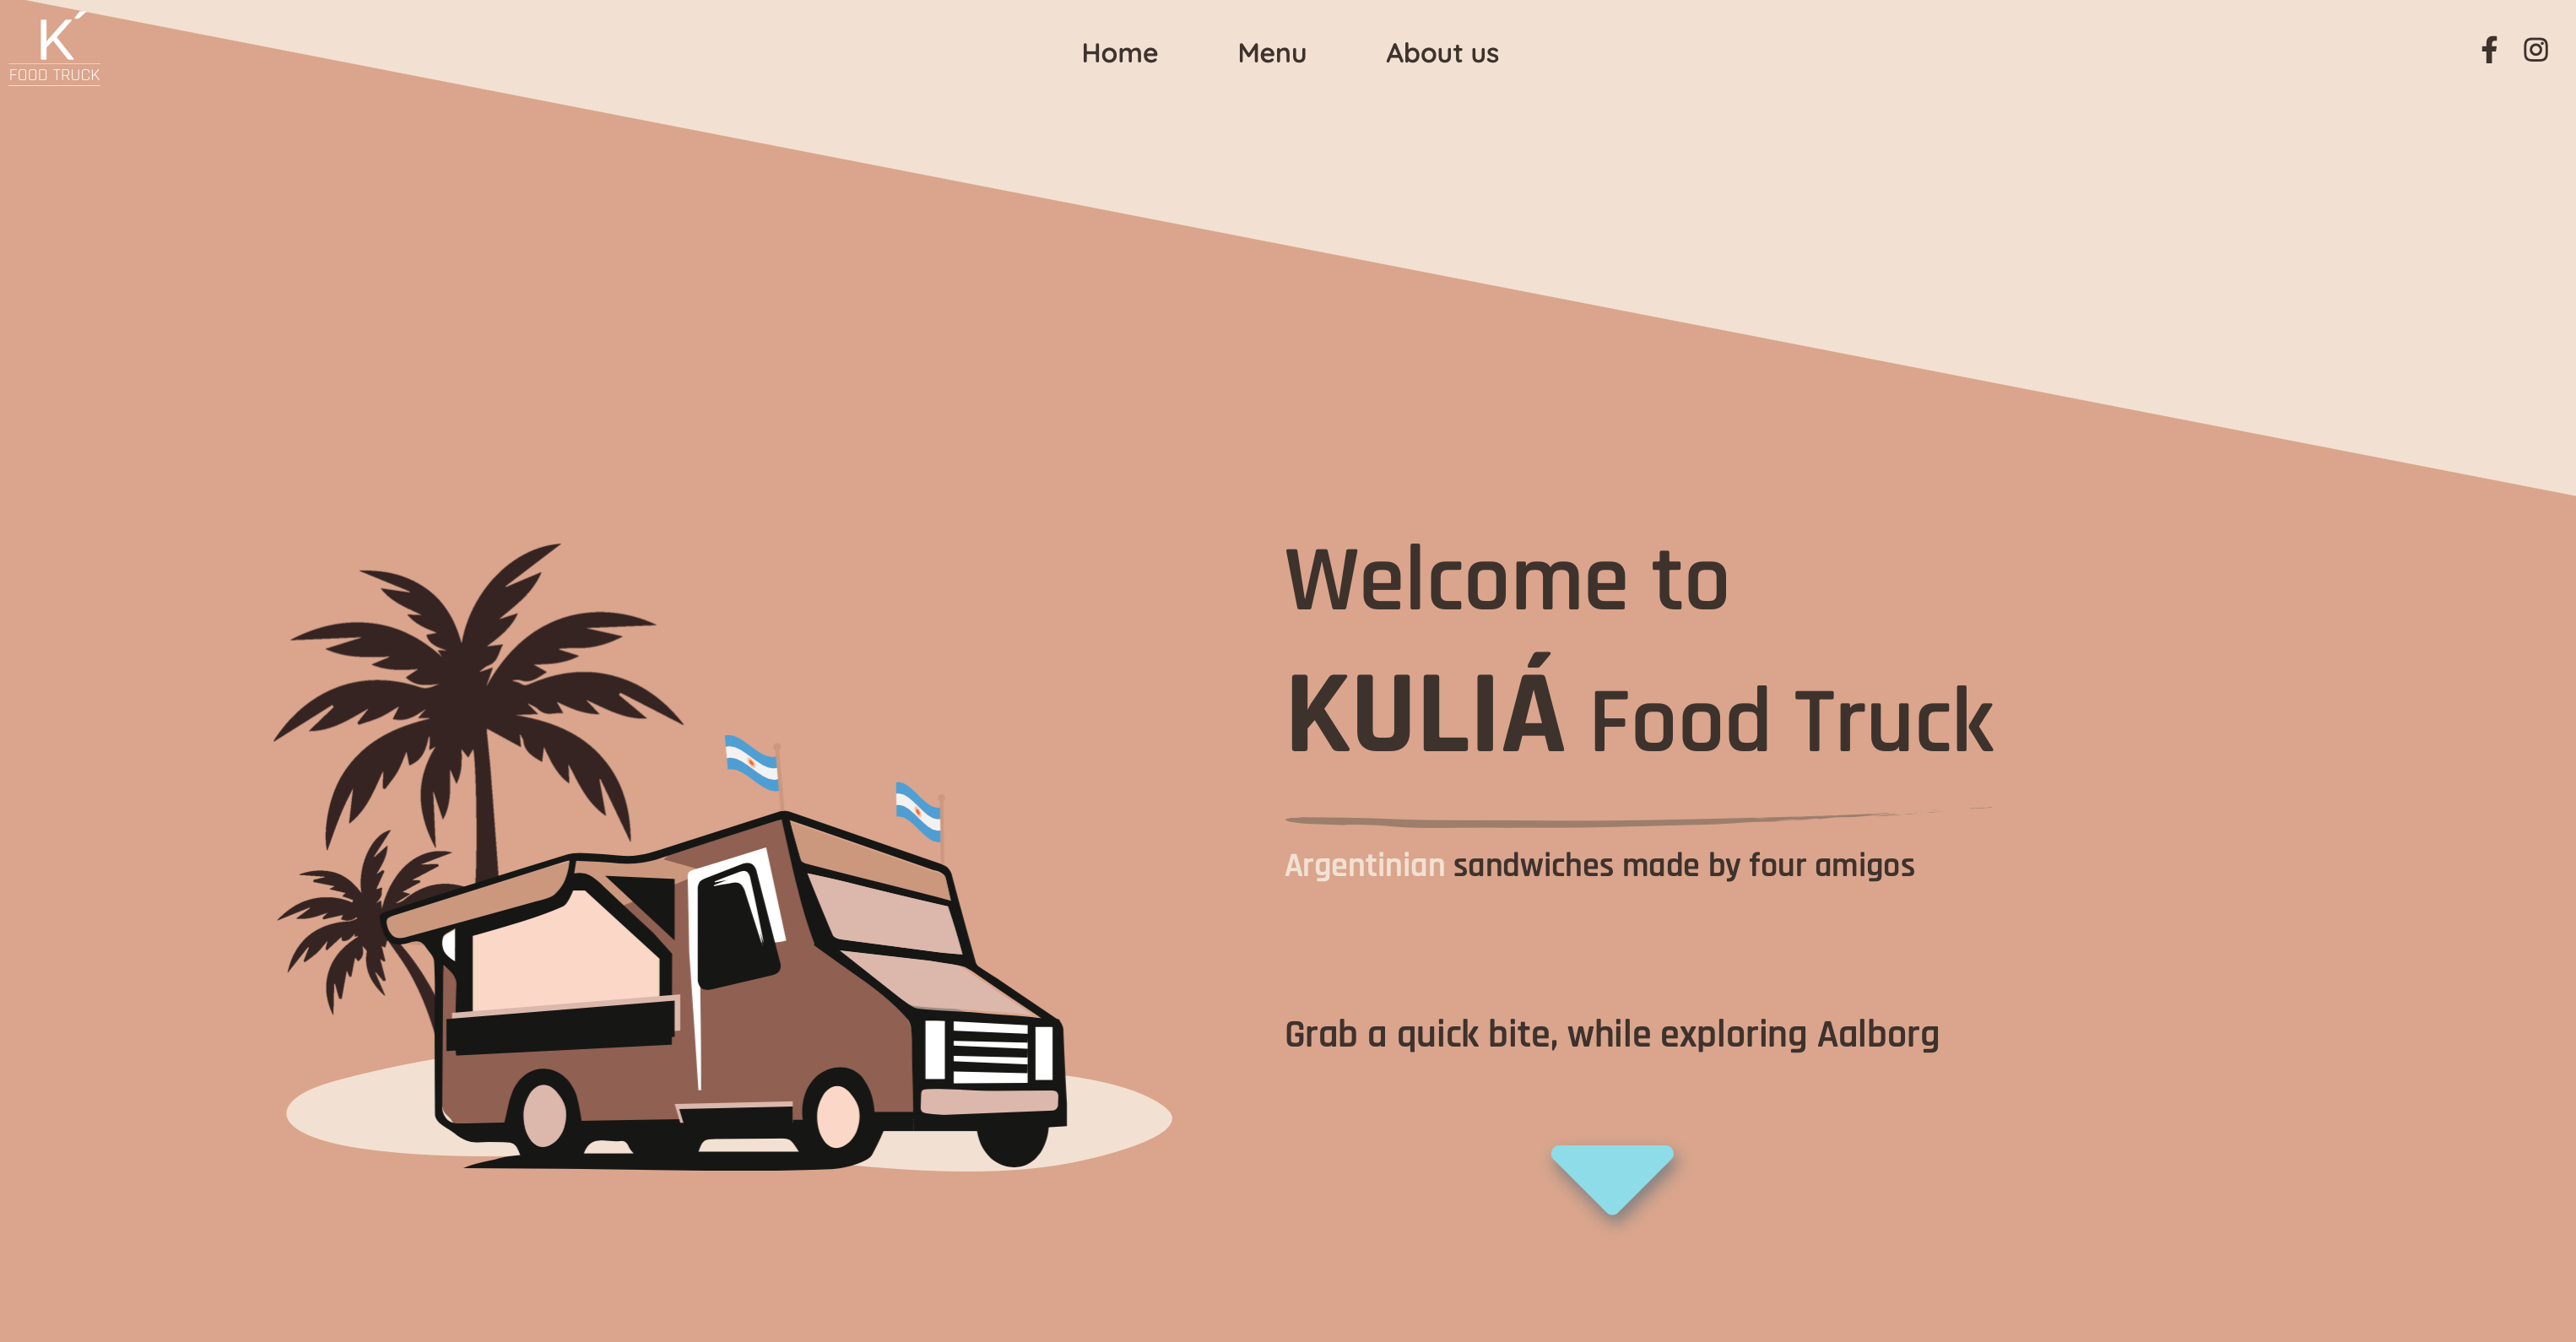 K´
FOOD TRUCK
Home Menu About us
Welcome to
KULIÁ Food Truck
Argentinian sandwiches made by four amigos
Grab a quick bite, while exploring Aalborg